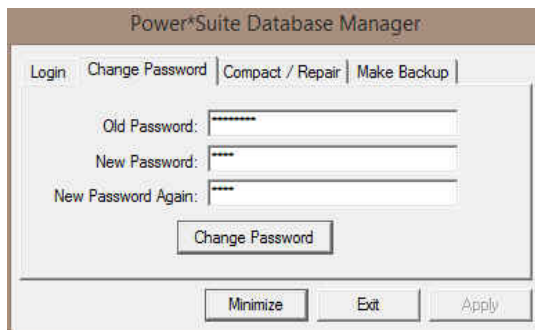 Power*Suite Database Manager
Login Change Password Compact / Repair Make Backup
Old Password: ********
New Password: ****
New Password Again: ****
Change Password
Minimize Exit Apply